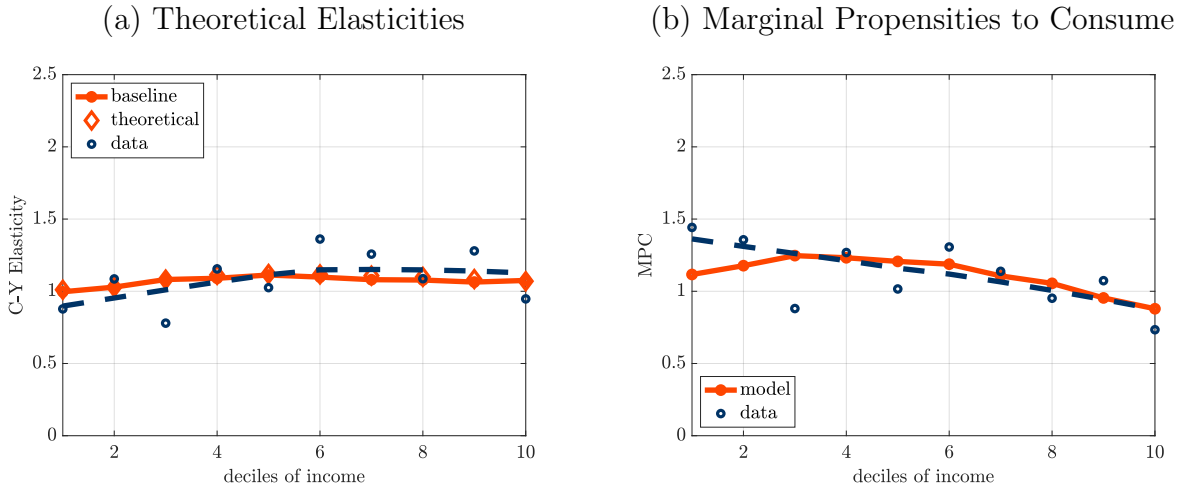 (a) Theoretical Elasticities
2.5
2
1.5
1
0.5
0
C-Y Elasticity
baseline
theoretical
data
2 4 6 8 10
deciles of income
(b) Marginal Propensities to Consume
2.5
2
1.5
1
0.5
0
MPC
model
data
2 4 6 8 10
deciles of income